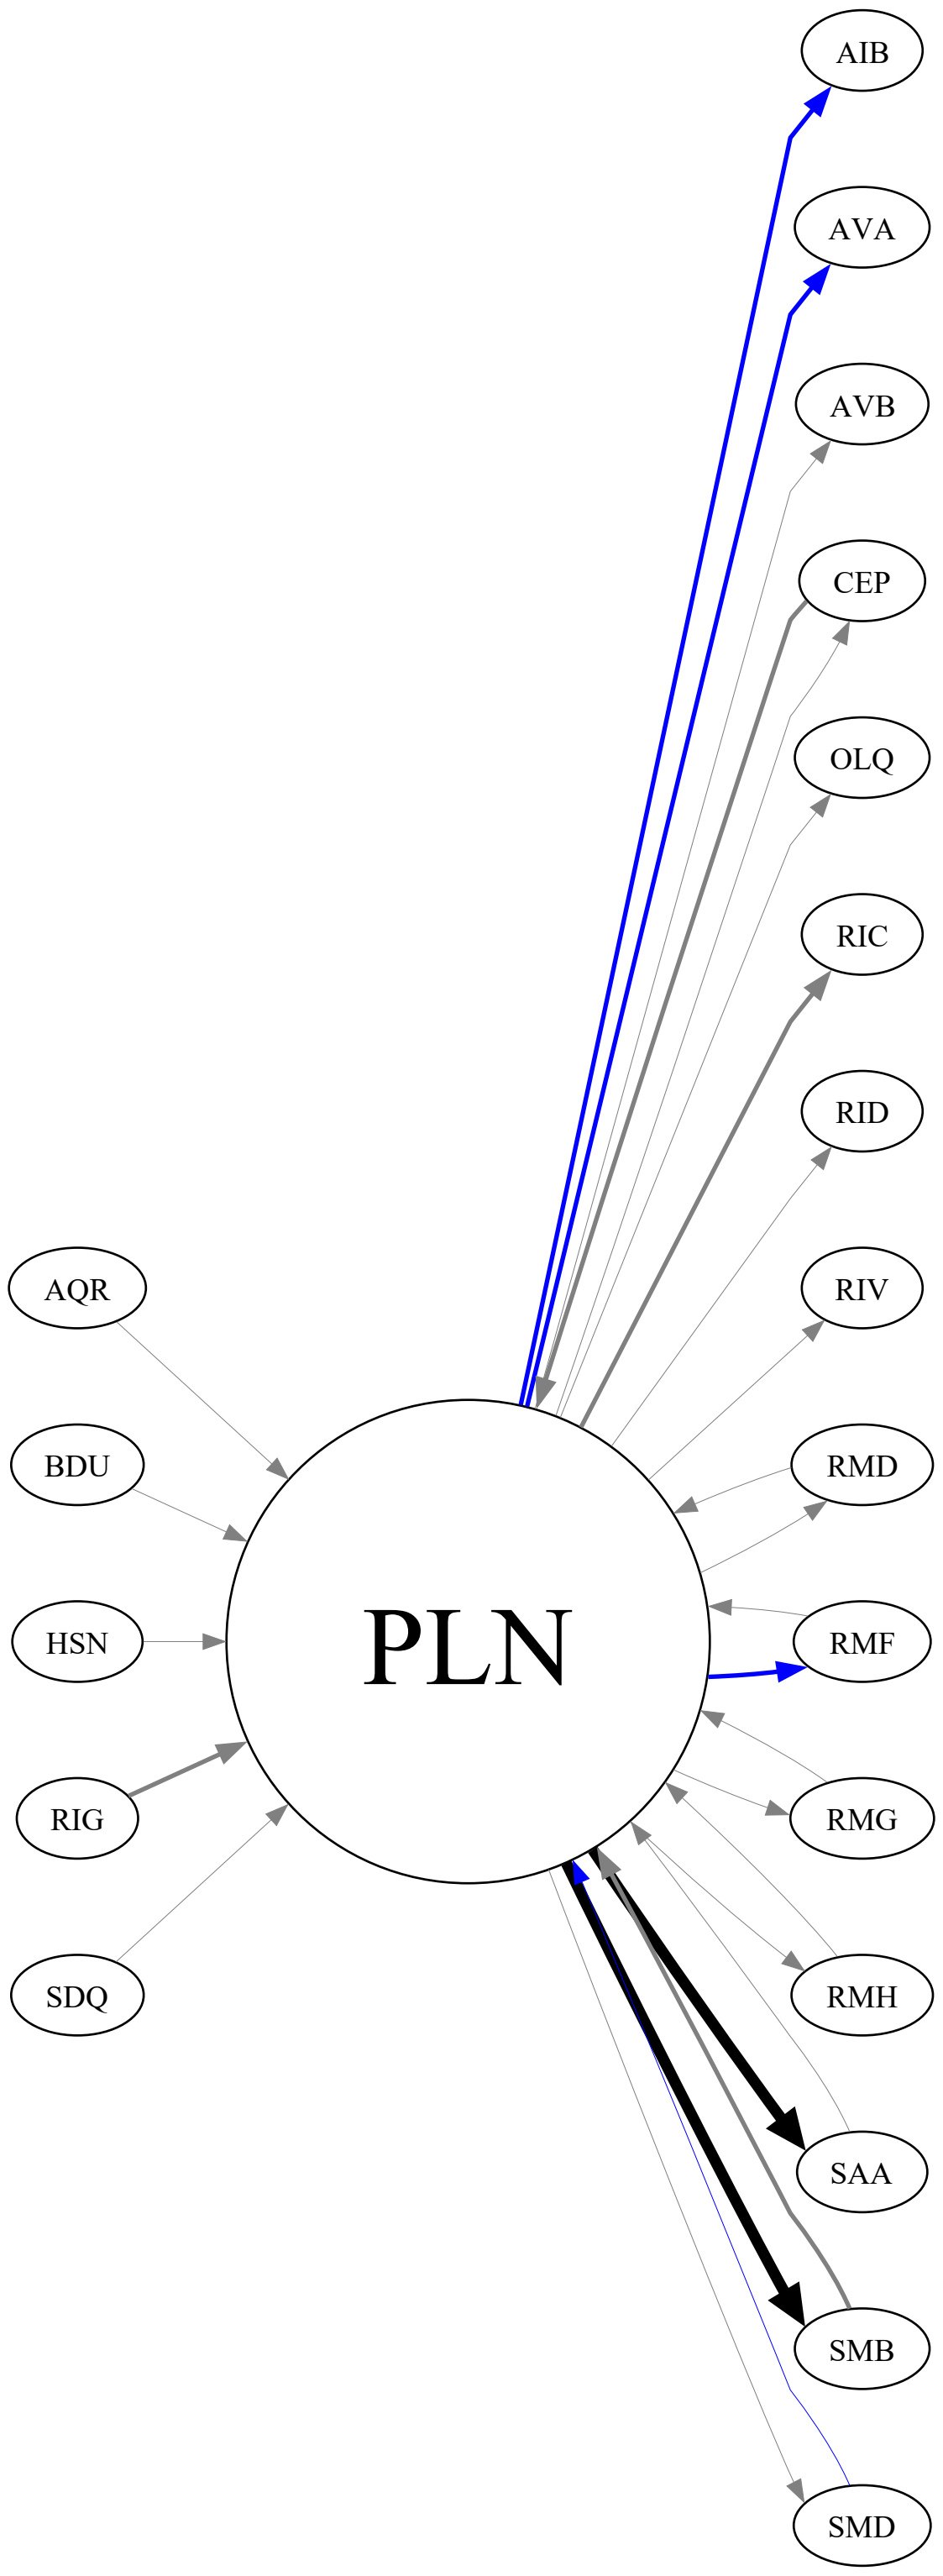 AIB
AVA
AVB
CEP
OLQ
RIC
RID
AQR
RIV
BDU
RMD
HSN
PLN
RMF
RIG
RMG
SDQ
RMH
SAA
SMB
SMD